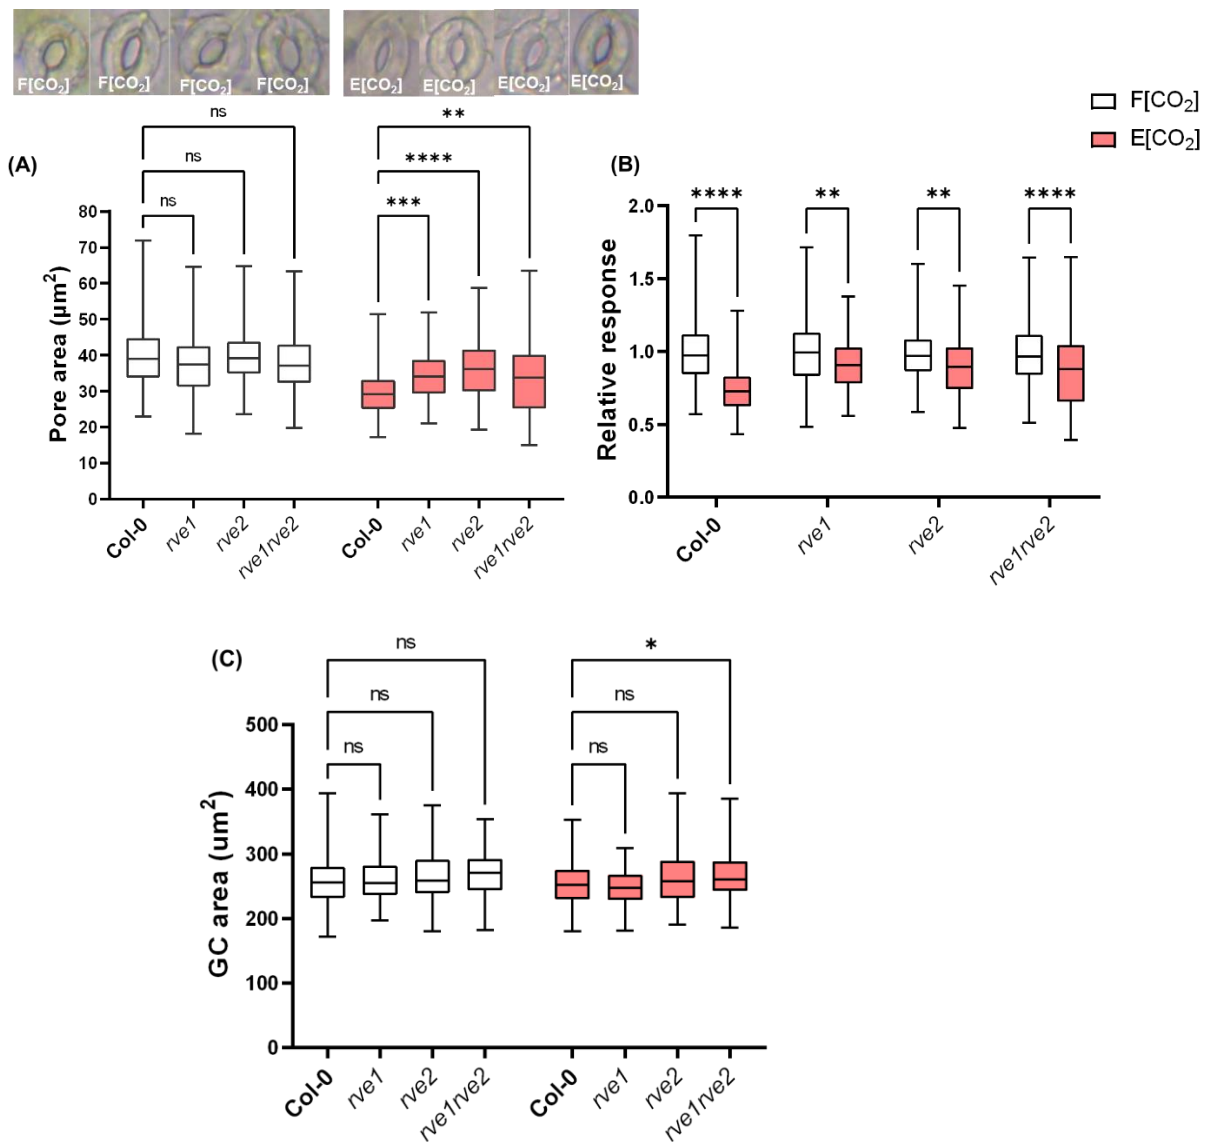 F[CO₂] F[CO₂] F[CO₂] F[CO₂] E[CO₂] E[CO₂] E[CO₂] E[CO₂]
F[CO₂]
E[CO₂]
(A)
ns
ns
ns
**
****
***
Pore area (µm²)
80
70
60
50
40
30
20
10
0
Col-0 rve1 rve2 rve1rve2 Col-0 rve1 rve2 rve1rve2
(B)
**** ** ** ****
Relative response
2.0
1.5
1.0
0.5
0.0
Col-0 rve1 rve2 rve1rve2
(C)
ns
ns
ns
*
ns
ns
GC area (um²)
500
400
300
200
100
0
Col-0 rve1 rve2 rve1rve2 Col-0 rve1 rve2 rve1rve2